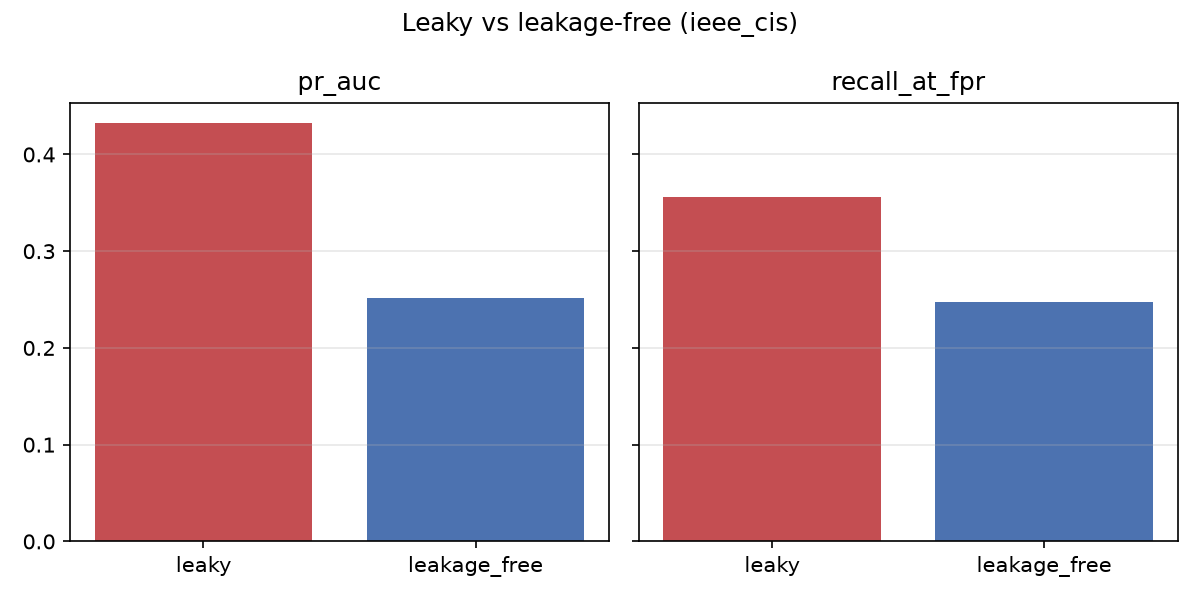 Leaky vs leakage-free (ieee_cis)
pr_auc
recall_at_fpr
0.4
0.3
0.2
0.1
0.0
leaky
leakage_free
leaky
leakage_free